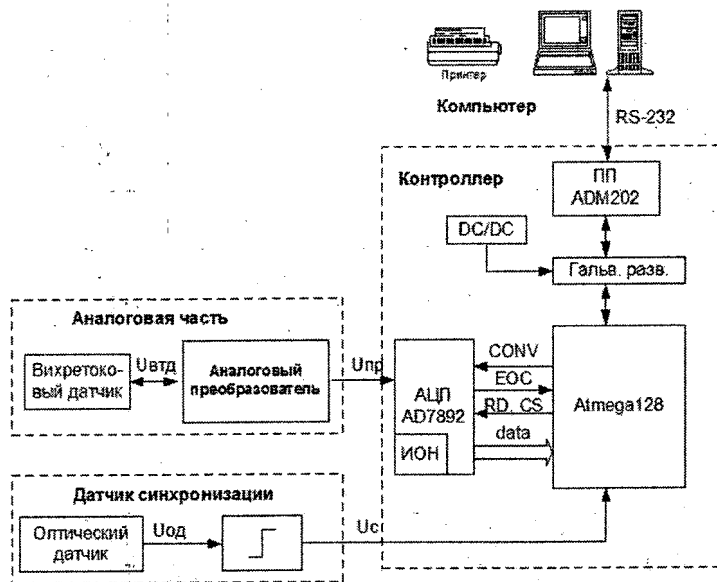 Принтер
Компьютер
RS-232
Контроллер
ПП
ADM202
DC/DC
Гальв. разв.
Аналоговая часть
Вихретоко-
вый датчик
Uвтд
Аналоговый
преобразователь
Uпр
АЦП
AD7892
ИОН
CONV
EOC
RD, CS
data
Atmega128
Датчик синхронизации
Оптический
датчик
Uод
Uс